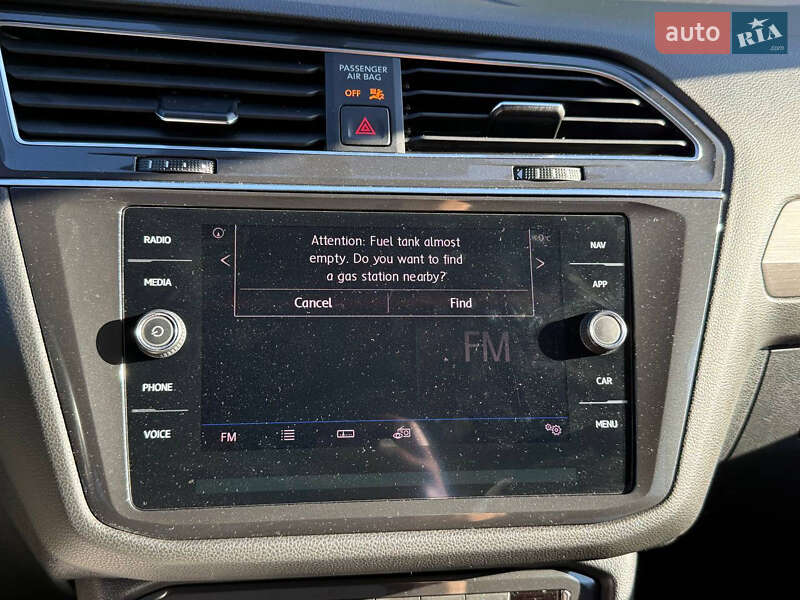 auto RIA
.com
PASSENGER
AIR BAG
OFF
RADIO
MEDIA
PHONE
VOICE
Attention: Fuel tank almost
empty. Do you want to find
a gas station nearby?
Cancel
Find
FM
FM
NAV
APP
CAR
MENU